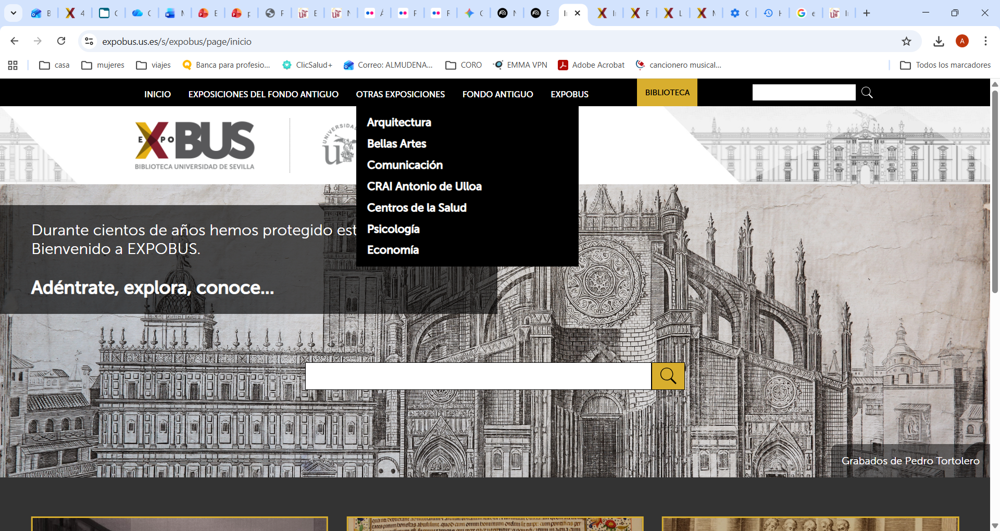 expobus.us.es/s/expobus/page/inicio
A
casa
mujeres
viajes
Banca para profesio...
ClicSalud+
Correo: ALMUDENA...
CORO
EMMA VPN
Adobe Acrobat
cancionero musical...
Todos los marcadores
INICIO
EXPOSICIONES DEL FONDO ANTIGUO
OTRAS EXPOSICIONES
FONDO ANTIGUO
EXPOBUS
BIBLIOTECA
EXPO BUS
BIBLIOTECA UNIVERSIDAD DE SEVILLA
Arquitectura
Bellas Artes
Comunicación
CRAI Antonio de Ulloa
Centros de la Salud
Psicología
Economía
Durante cientos de años hemos protegido est
Bienvenido a EXPOBUS.
Adéntrate, explora, conoce...
Grabados de Pedro Tortolero